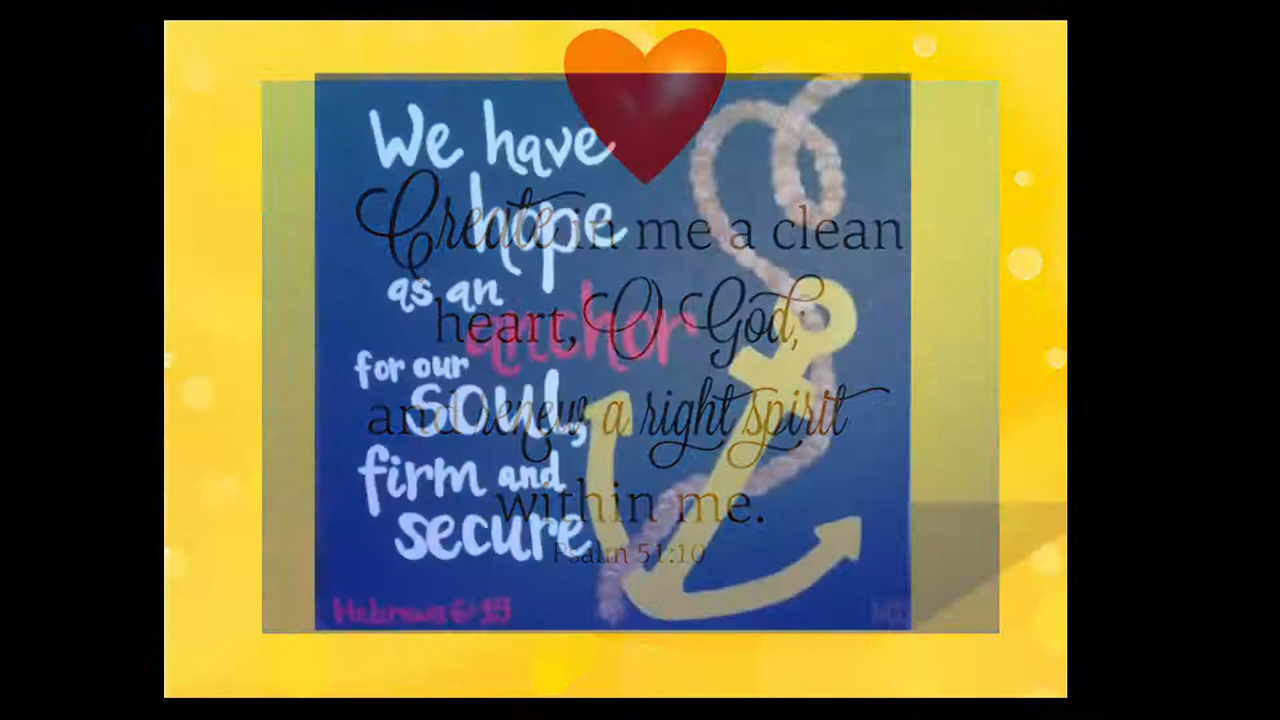 We have
hope
as an
anchor
for our
soul,
firm and
secure
Hebrews 6:19
Create in me a clean
heart, O God;
and renew a right spirit
within me.
Psalm 51:10